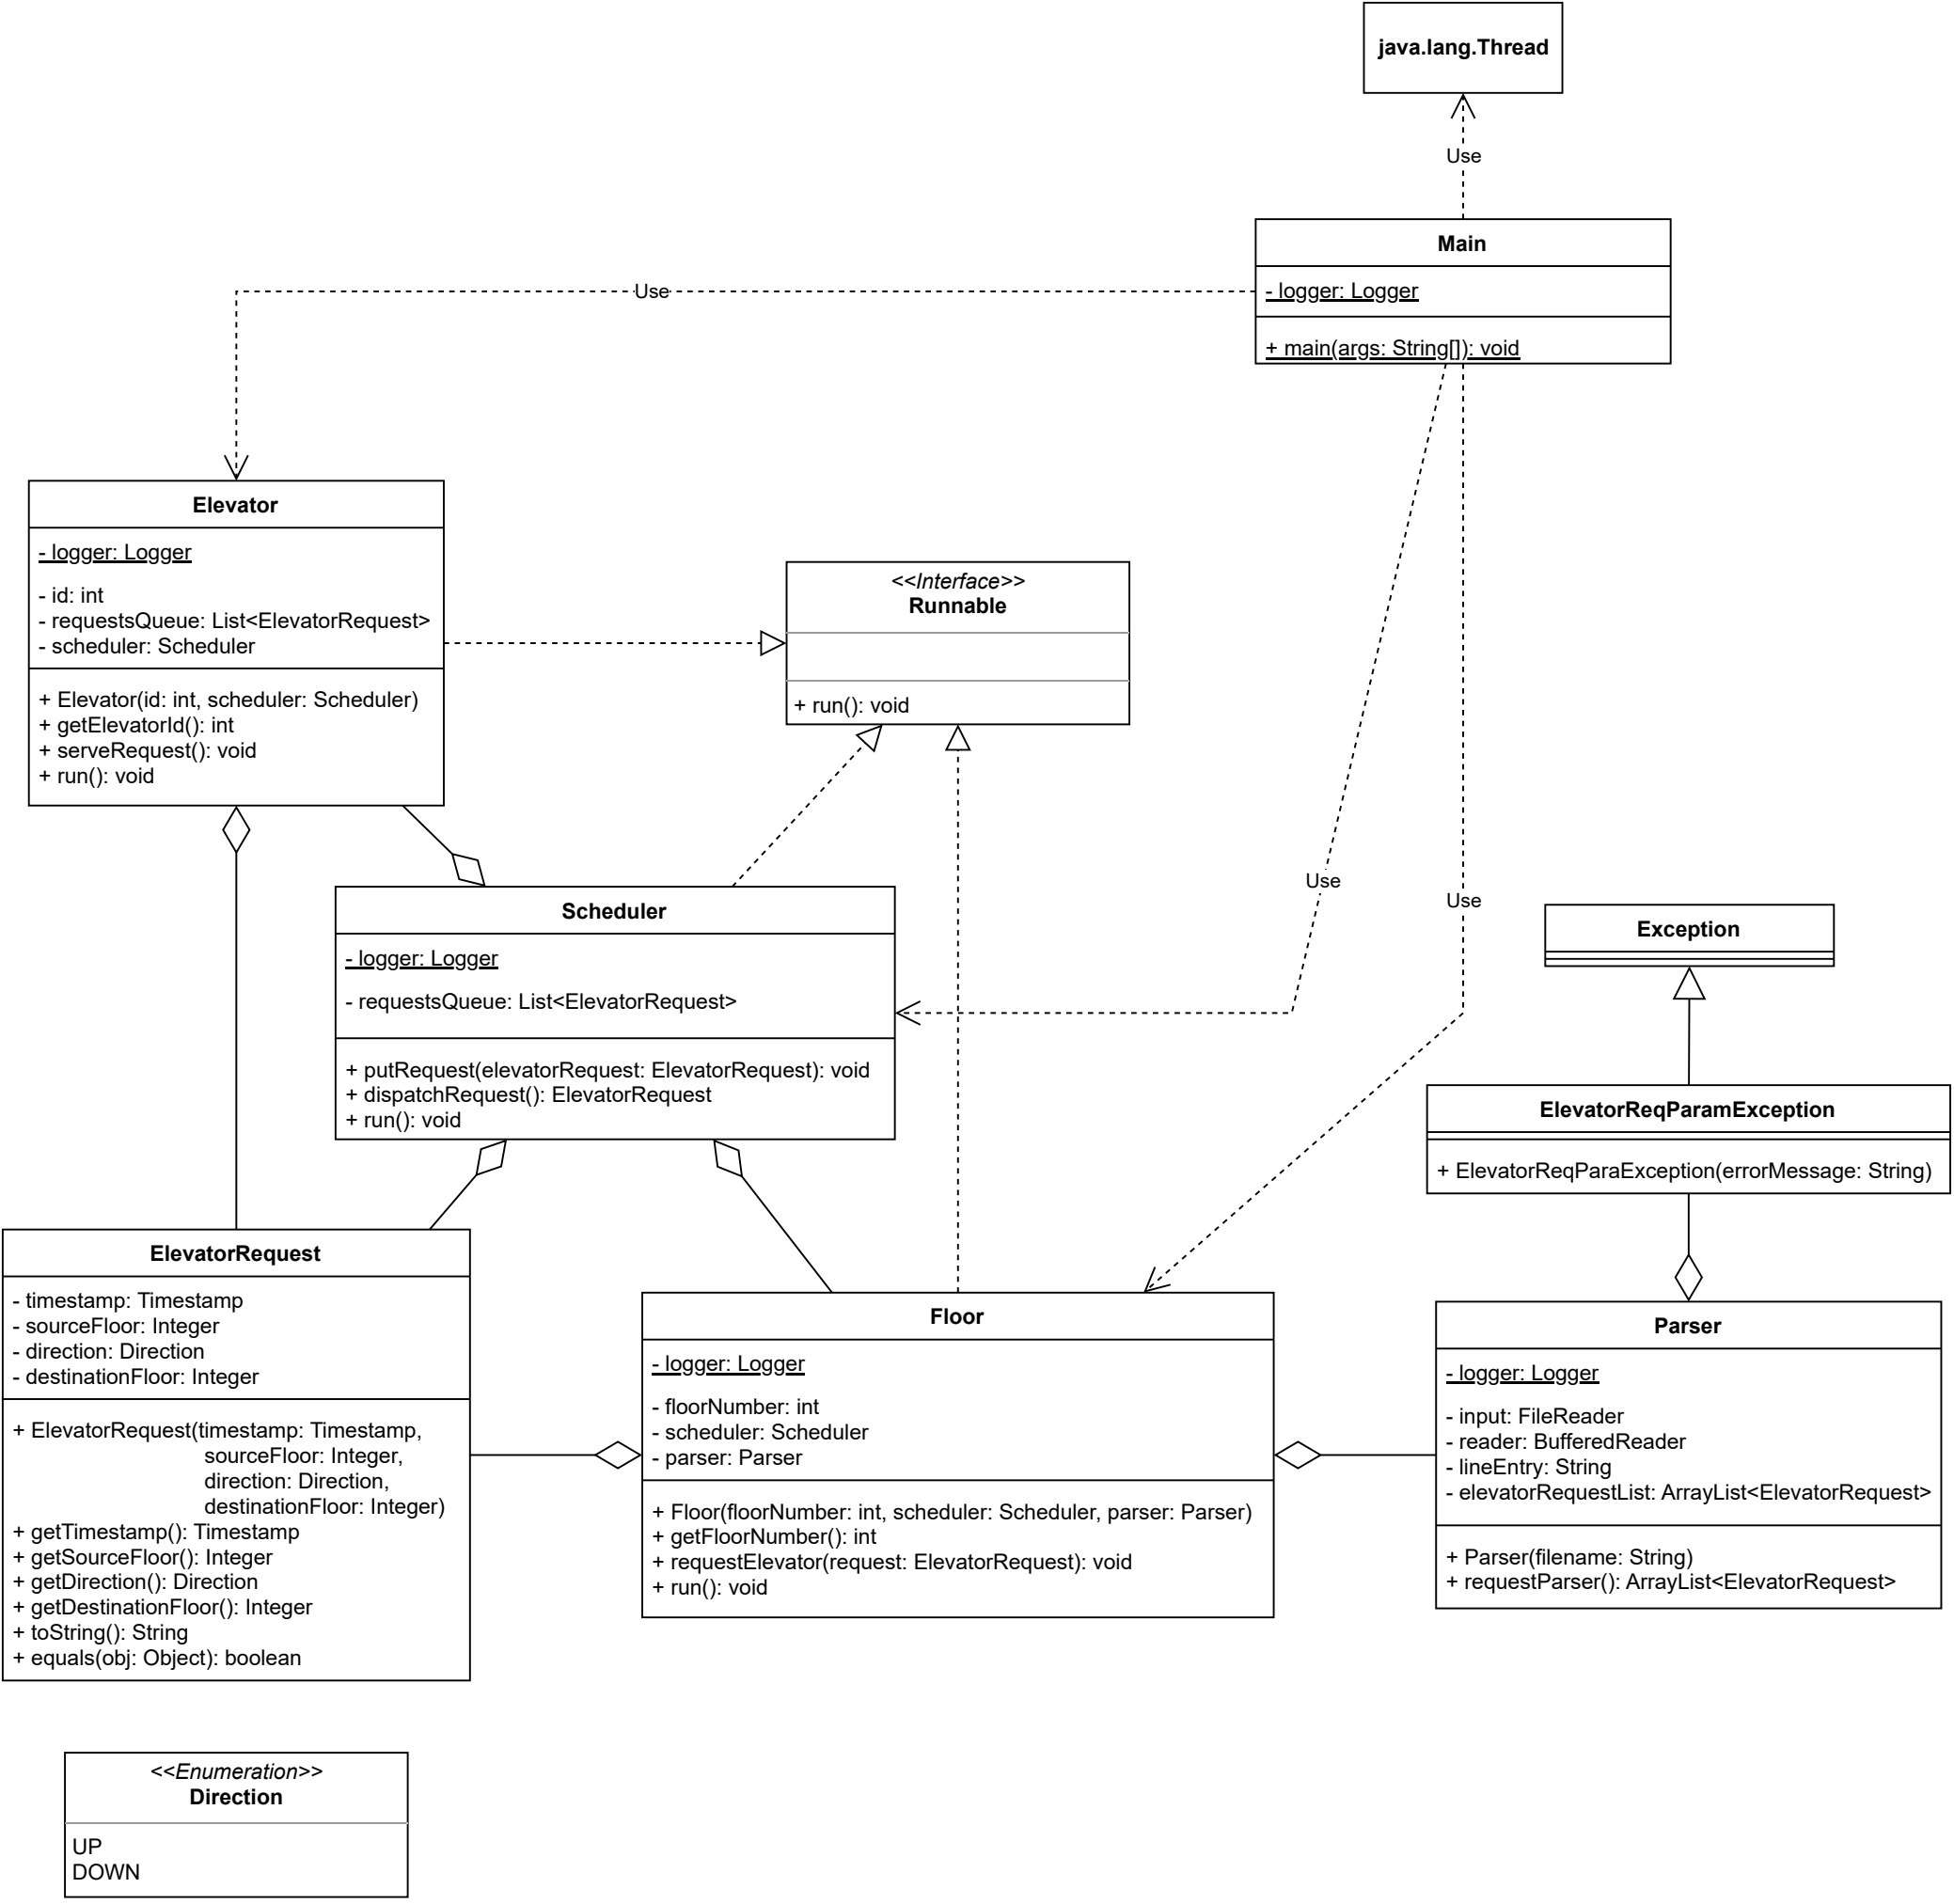 java.lang.Thread
Use
Main
- logger: Logger
+ main(args: String[]): void
Use
Elevator
- logger: Logger
- id: int
- requestsQueue: List<ElevatorRequest>
- scheduler: Scheduler
+ Elevator(id: int, scheduler: Scheduler)
+ getElevatorId(): int
+ serveRequest(): void
+ run(): void
<<Interface>>
Runnable
+ run(): void
Use
Use
Scheduler
- logger: Logger
- requestsQueue: List<ElevatorRequest>
+ putRequest(elevatorRequest: ElevatorRequest): void
+ dispatchRequest(): ElevatorRequest
+ run(): void
Exception
ElevatorReqParamException
+ ElevatorReqParaException(errorMessage: String)
ElevatorRequest
- timestamp: Timestamp
- sourceFloor: Integer
- direction: Direction
- destinationFloor: Integer
+ ElevatorRequest(timestamp: Timestamp,
sourceFloor: Integer,
direction: Direction,
destinationFloor: Integer)
+ getTimestamp(): Timestamp
+ getSourceFloor(): Integer
+ getDirection(): Direction
+ getDestinationFloor(): Integer
+ toString(): String
+ equals(obj: Object): boolean
Floor
- logger: Logger
- floorNumber: int
- scheduler: Scheduler
- parser: Parser
+ Floor(floorNumber: int, scheduler: Scheduler, parser: Parser)
+ getFloorNumber(): int
+ requestElevator(request: ElevatorRequest): void
+ run(): void
Parser
- logger: Logger
- input: FileReader
- reader: BufferedReader
- lineEntry: String
- elevatorRequestList: ArrayList<ElevatorRequest>
+ Parser(filename: String)
+ requestParser(): ArrayList<ElevatorRequest>
<<Enumeration>>
Direction
UP
DOWN